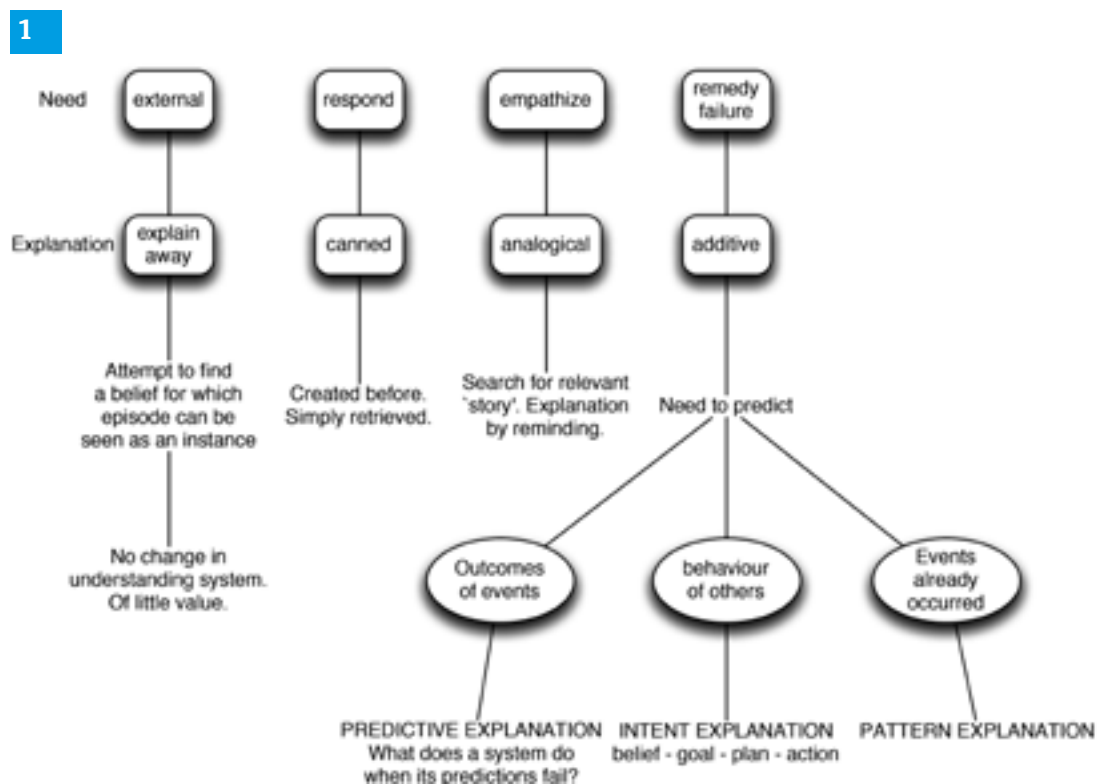 1
Need
external
respond
empathize
remedy
failure
Explanation
explain
away
canned
analogical
additive
Attempt to find
a belief for which
episode can be
seen as an instance
Created before.
Simply retrieved.
Search for relevant
`story'. Explanation
by reminding.
Need to predict
No change in
understanding system.
Of little value.
Outcomes
of events
behaviour
of others
Events
already
occurred
PREDICTIVE EXPLANATION
What does a system do
when its predictions fail?
INTENT EXPLANATION
belief - goal - plan - action
PATTERN EXPLANATION